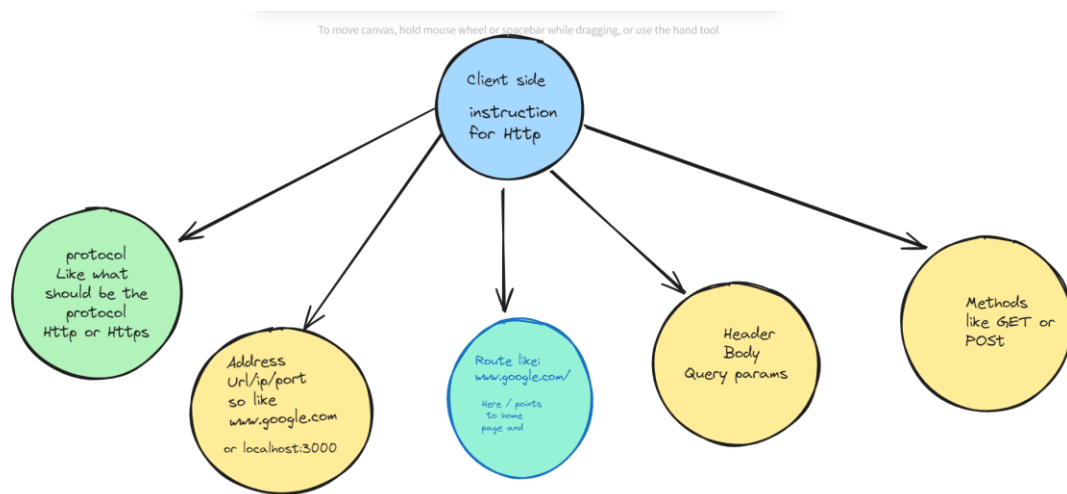 To move canvas, hold mouse wheel or spacebar while dragging, or use the hand tool
Client side
instruction
for Http
protocol
Like what
should be the
protocol
Http or Https
Address
Url/ip/port
so like
www.google.com
or localhost:3000
Route like:
www.google.com/
Here / points
to home
page and
Header
Body
Query params
Methods
like GET or
POST